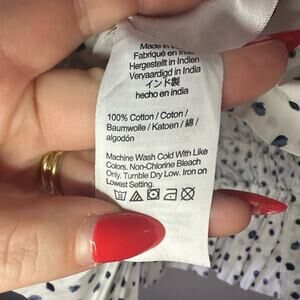 Made in
Fabriqué en Inde
Hergestellt in Indien
Vervaardigd in India
インド製
hecho en india
100% Cotton / Coton /
Baumwolle / Katoen / 綿 /
algodón
Machine Wash Cold With Like
Colors. Non-Chlorine Bleach
Only. Tumble Dry Low. Iron on
Lowest Setting.